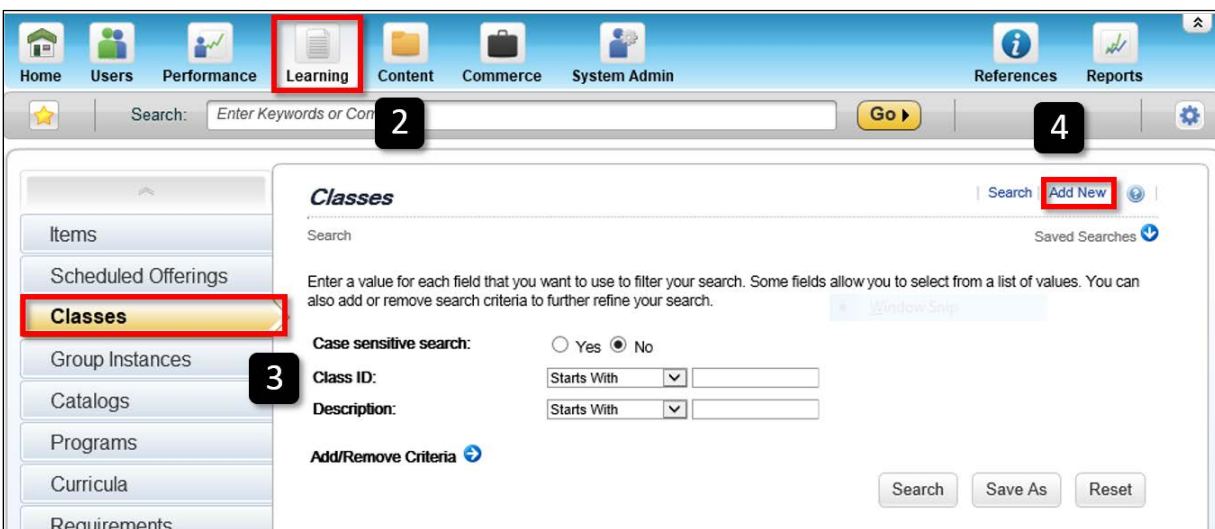 Home Users Performance Learning Content Commerce System Admin References Reports
Search: Enter Keywords or Com Go
2
4
Classes
Search Add New
Search
Saved Searches
Items
Scheduled Offerings
Classes
Group Instances
Catalogs
Programs
Curricula
Requirements
3
Enter a value for each field that you want to use to filter your search. Some fields allow you to select from a list of values. You can
also add or remove search criteria to further refine your search.
Window Snip
Case sensitive search: Yes No
Class ID: Starts With
Description: Starts With
Add/Remove Criteria
Search Save As Reset